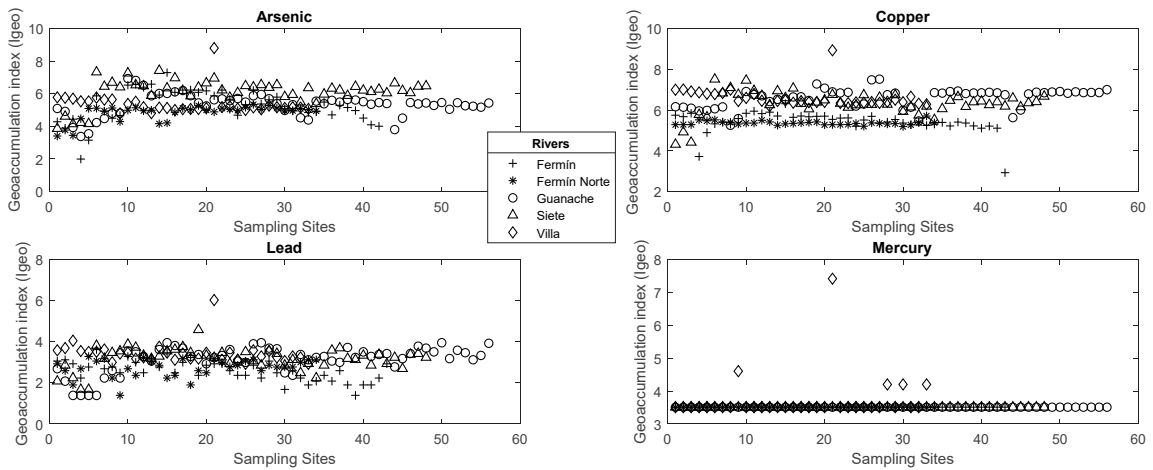 Arsenic
Geoaccumulation index (Igeo)
10
8
6
4
2
0
0 10 20 30 40 50
Sampling Sites
Copper
Geoaccumulation index (Igeo)
10
8
6
4
2
0 10 20 30 40 50 60
Sampling Sites
Rivers
Fermín
Fermín Norte
Guanache
Siete
Villa
Lead
Geoaccumulation index (Igeo)
8
6
4
2
0
0 10 20 30 40 50 60
Sampling Sites
Mercury
Geoaccumulation index (Igeo)
8
7
6
5
4
3
0 10 20 30 40 50 60
Sampling Sites